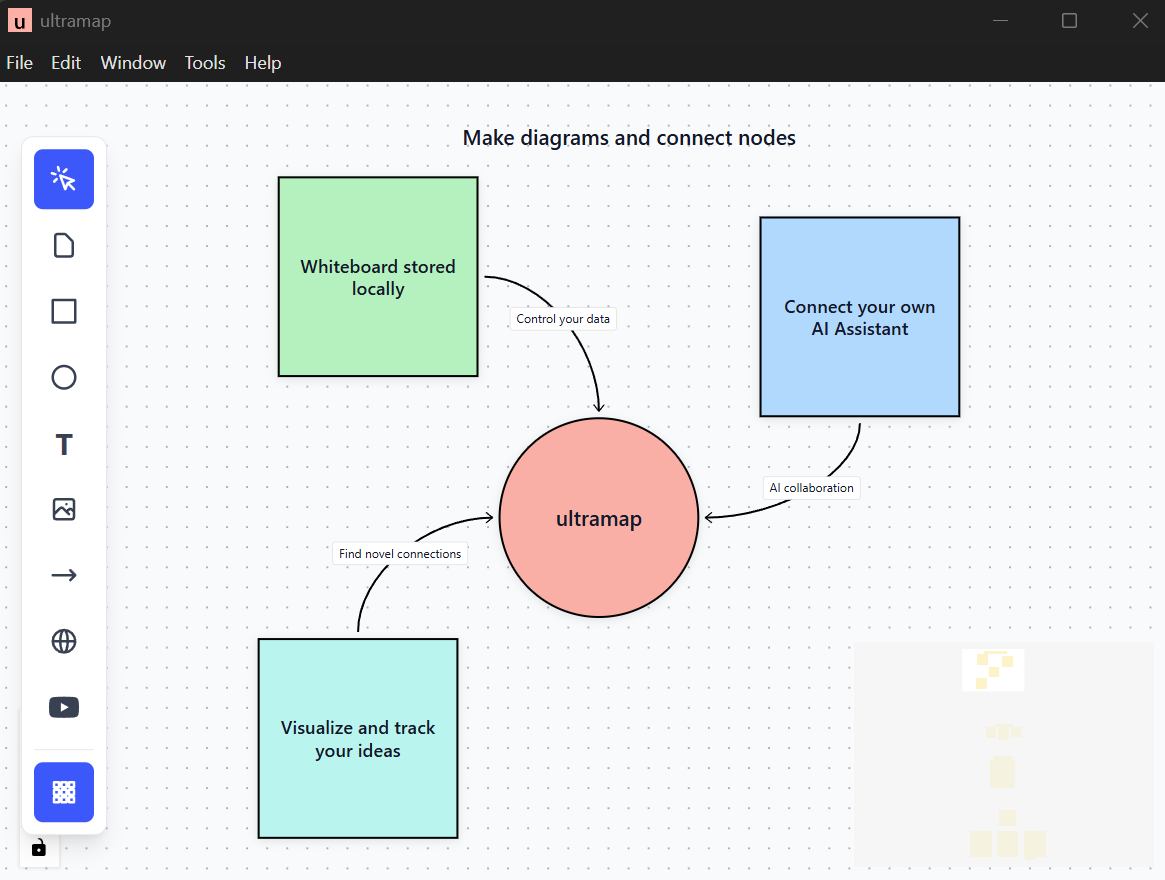 u ultramap
File Edit Window Tools Help
Make diagrams and connect nodes
Whiteboard stored
locally
Control your data
Connect your own
AI Assistant
T
AI collaboration
ultramap
Find novel connections
Visualize and track
your ideas